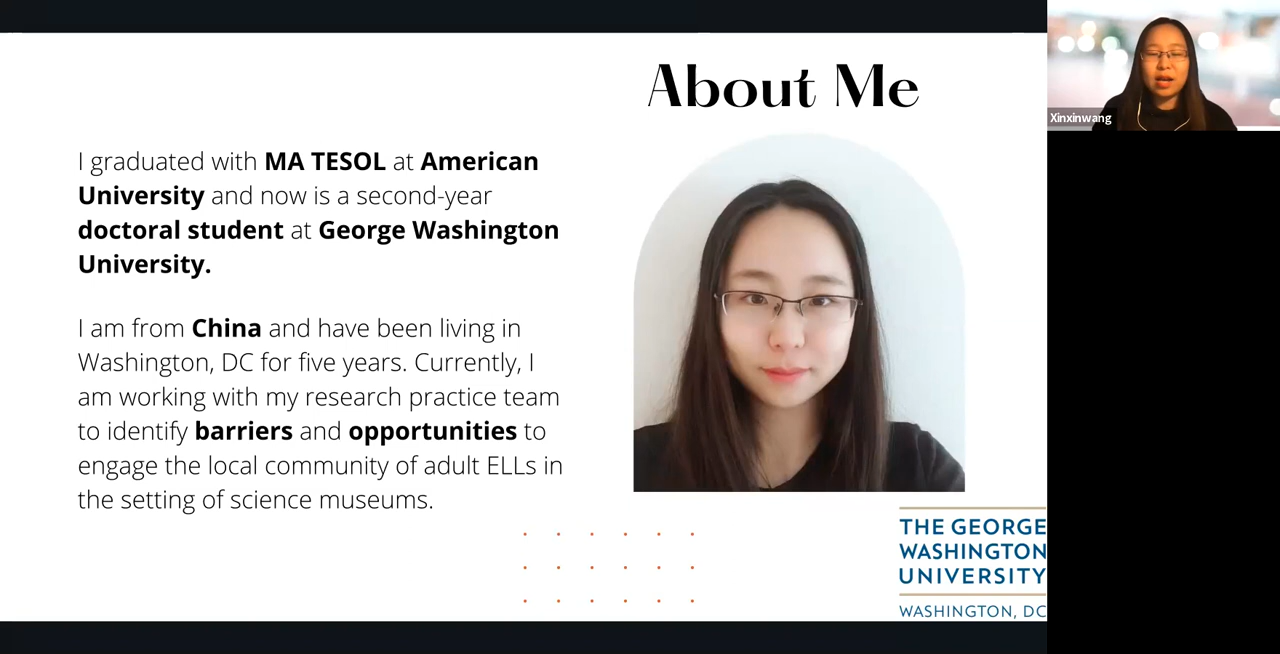 About Me
I graduated with MA TESOL at American
University and now is a second-year
doctoral student at George Washington
University.
I am from China and have been living in
Washington, DC for five years. Currently, I
am working with my research practice team
to identify barriers and opportunities to
engage the local community of adult ELLs in
the setting of science museums.
THE GEORGE
WASHINGTON
UNIVERSITY
WASHINGTON, DC
Xinxinwang